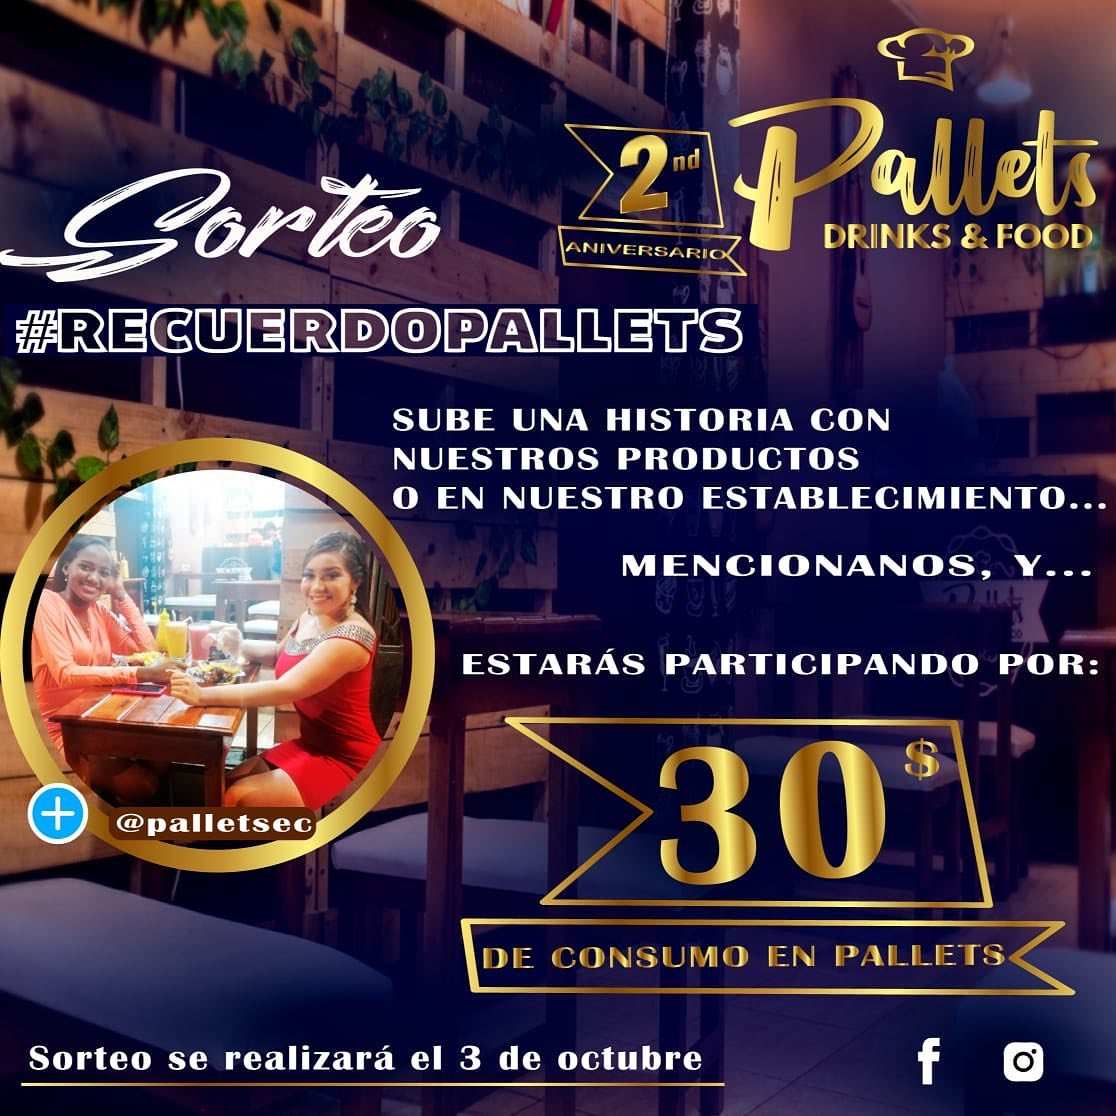 Sorteo
2nd
ANIVERSARIO
Pallets
DRINKS & FOOD
#RECUERDOPALLETS
SUBE UNA HISTORIA CON
NUESTROS PRODUCTOS
O EN NUESTRO ESTABLECIMIENTO...
MENCIONANOS, Y...
ESTARÁS PARTICIPANDO POR:
@palletsec
30$
DE CONSUMO EN PALLETS
Sorteo se realizará el 3 de octubre